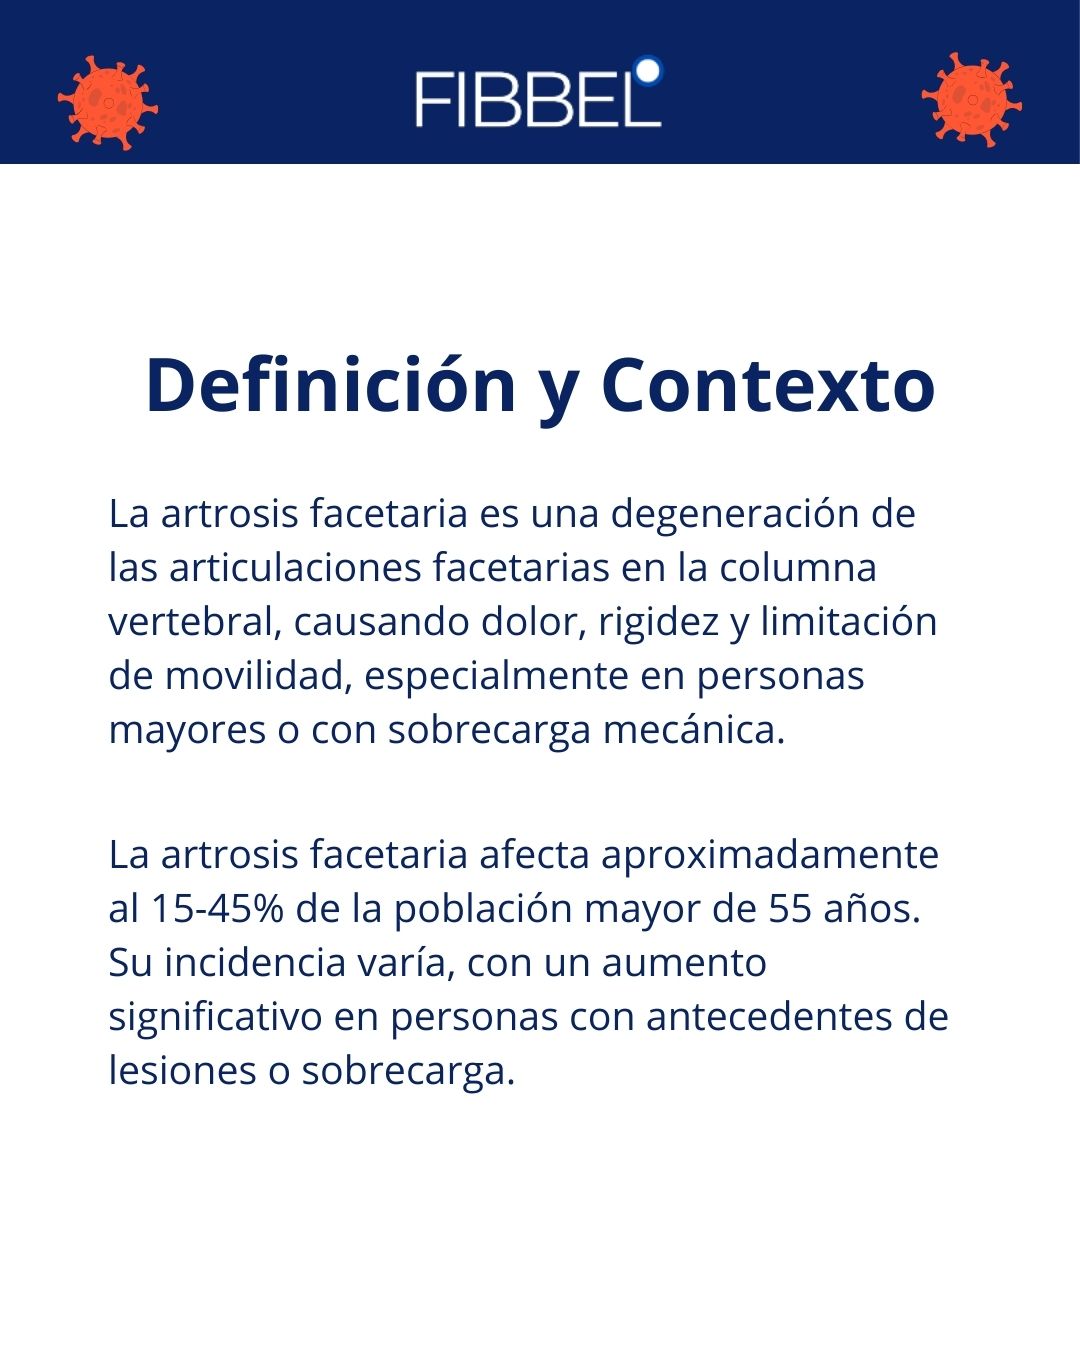 FIBBEL
Definición y Contexto
La artrosis facetaria es una degeneración de
las articulaciones facetarias en la columna
vertebral, causando dolor, rigidez y limitación
de movilidad, especialmente en personas
mayores o con sobrecarga mecánica.
La artrosis facetaria afecta aproximadamente
al 15-45% de la población mayor de 55 años.
Su incidencia varía, con un aumento
significativo en personas con antecedentes de
lesiones o sobrecarga.